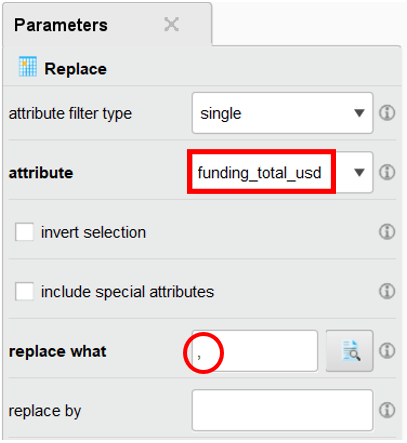 Parameters
Replace
attribute filter type single
attribute funding_total_usd
invert selection
include special attributes
replace what ,
replace by